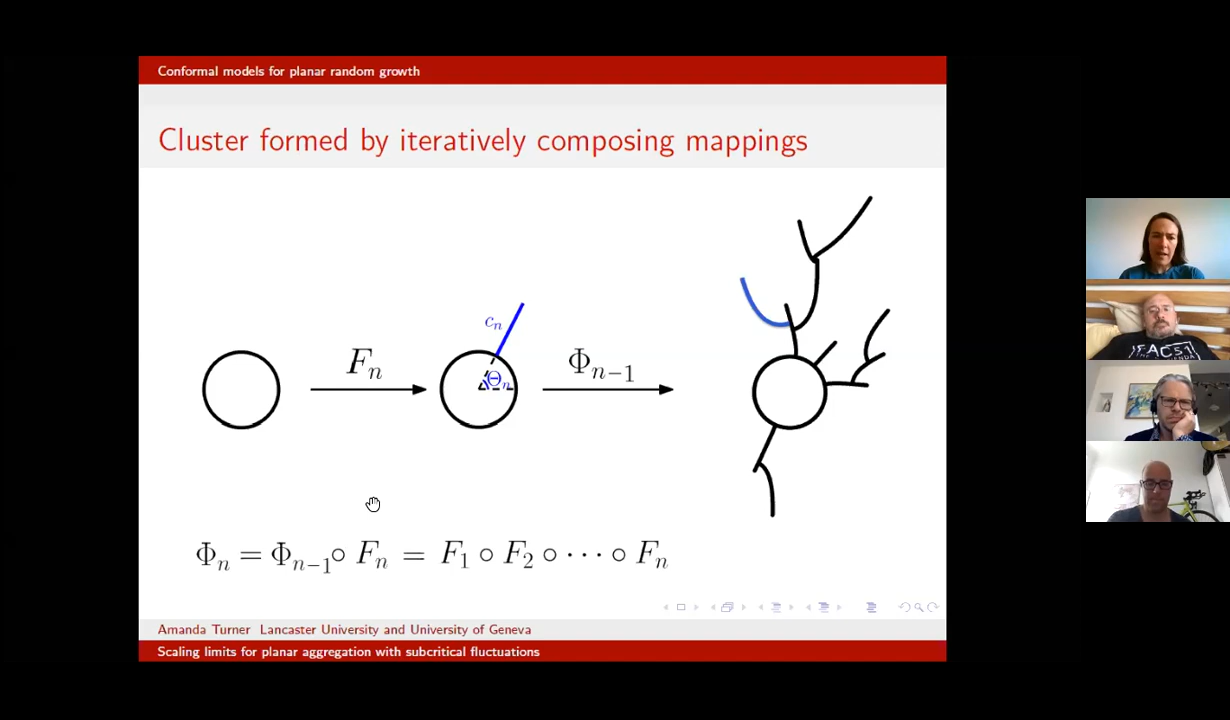 Conformal models for planar random growth
Cluster formed by iteratively composing mappings
c_n
Θ_n
F_n
Φ_{n−1}
Φ_n = Φ_{n−1}∘ F_n = F_1 ∘ F_2 ∘ ⋯ ∘ F_n
Amanda Turner Lancaster University and University of Geneva
Scaling limits for planar aggregation with subcritical fluctuations